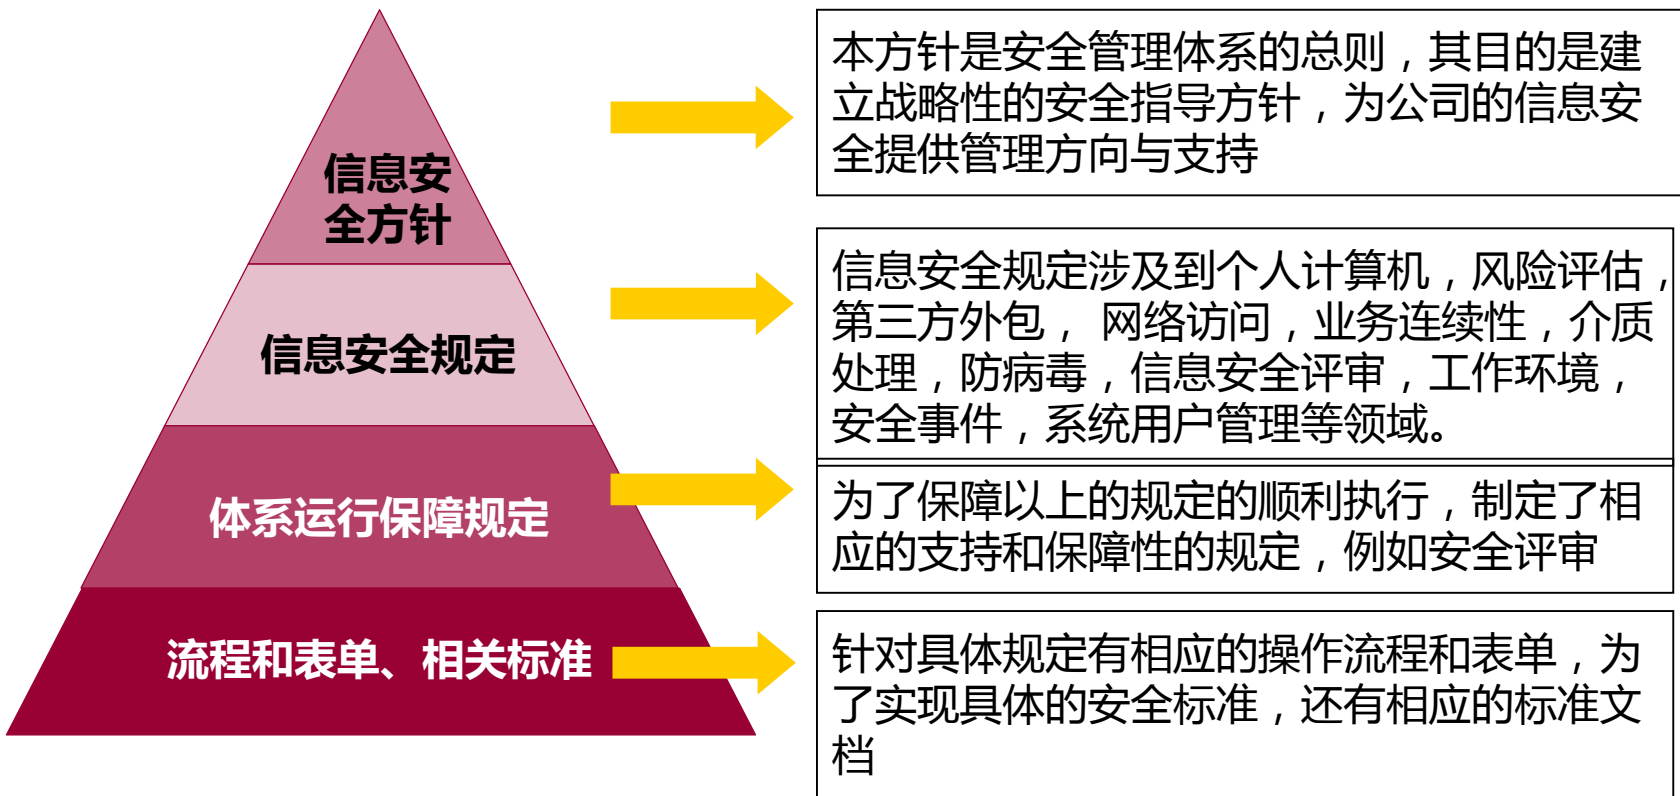 信息安
全方针
本方针是安全管理体系的总则，其目的是建
立战略性的安全指导方针，为公司的信息安
全提供管理方向与支持
信息安全规定
信息安全规定涉及到个人计算机，风险评估，
第三方外包， 网络访问，业务连续性，介质
处理，防病毒，信息安全评审，工作环境，
安全事件，系统用户管理等领域。
体系运行保障规定
为了保障以上的规定的顺利执行，制定了相
应的支持和保障性的规定，例如安全评审
流程和表单、相关标准
针对具体规定有相应的操作流程和表单，为
了实现具体的安全标准，还有相应的标准文
档